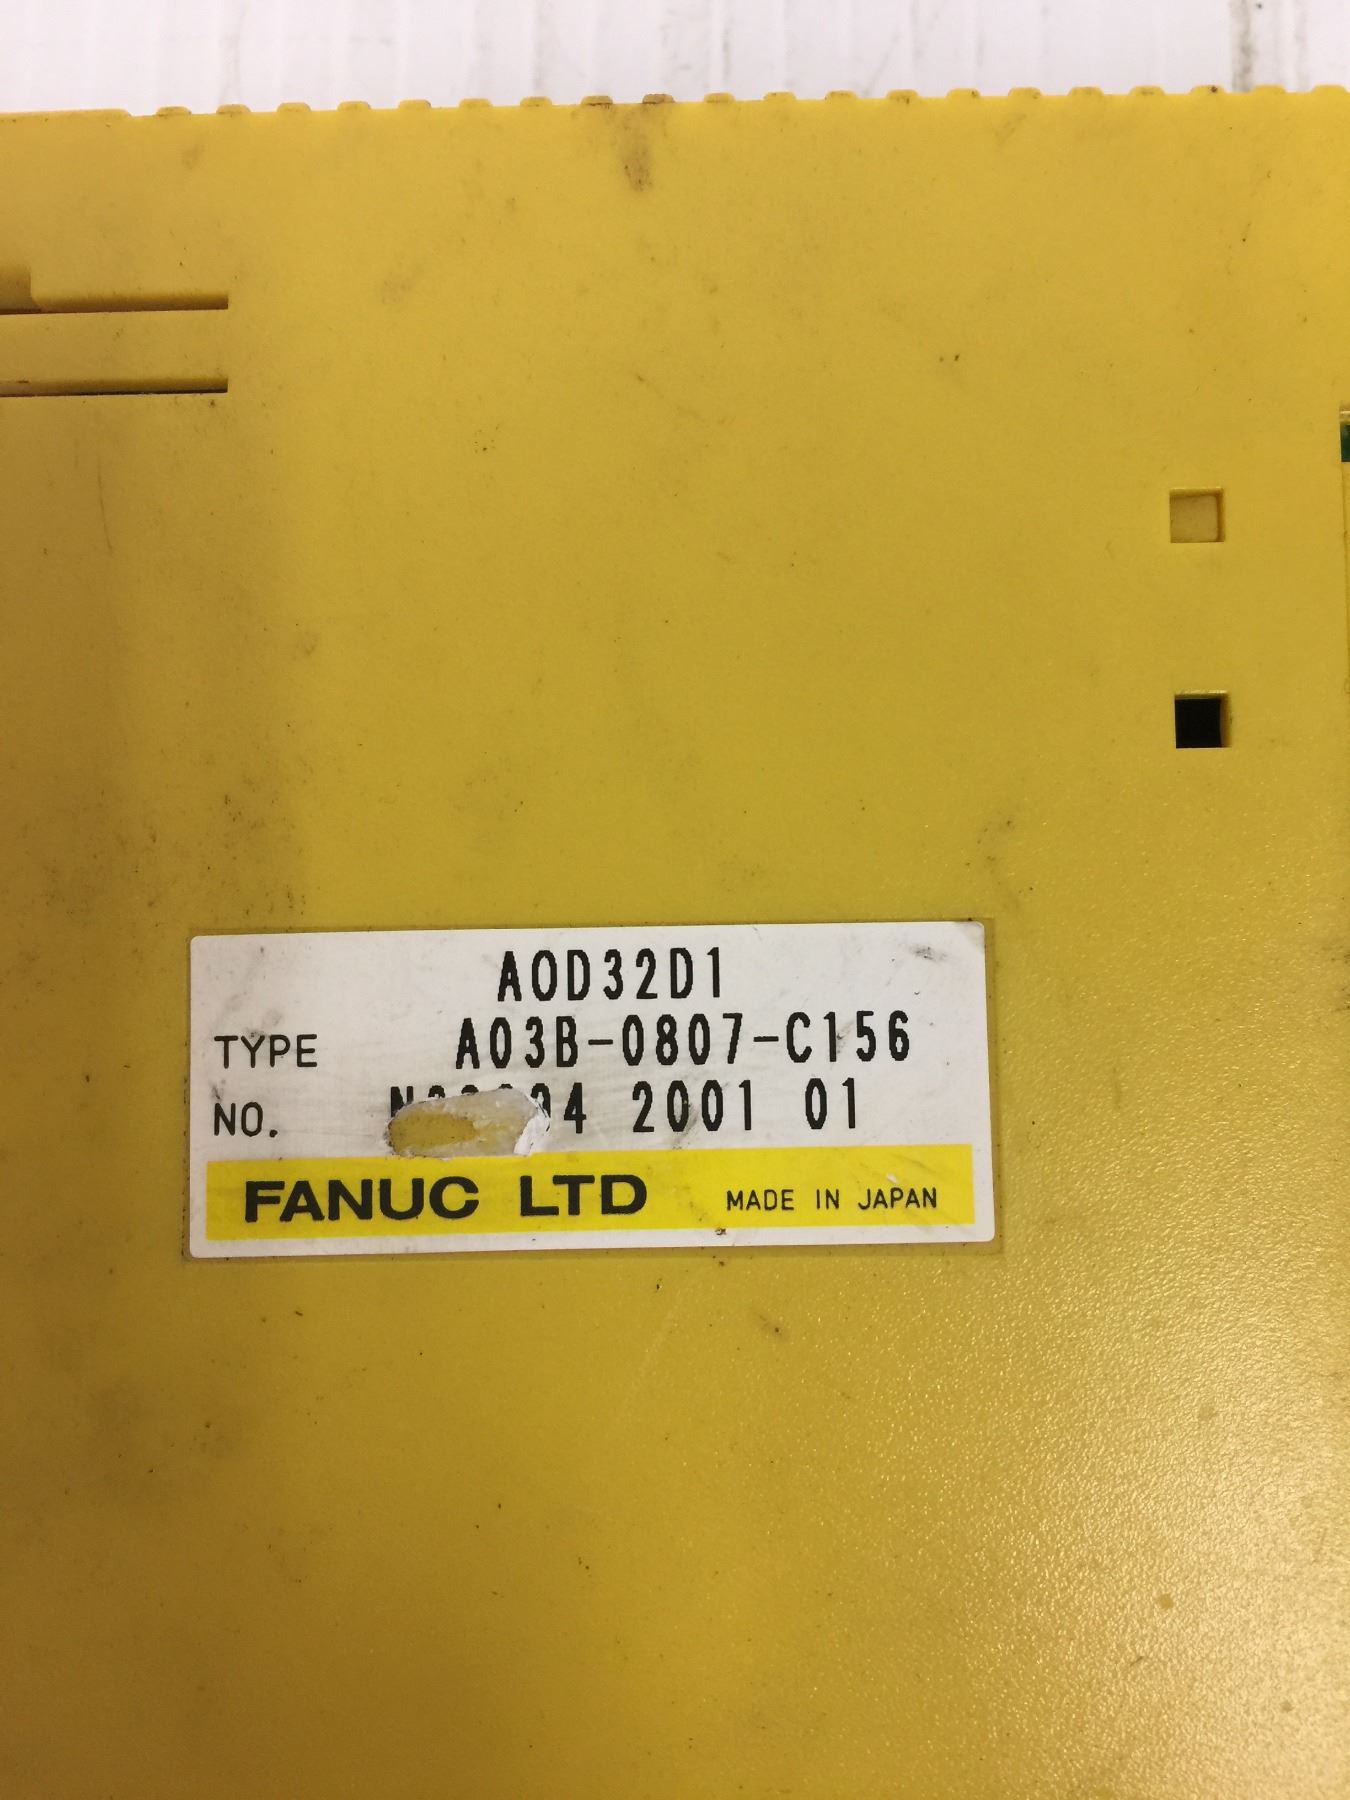 AOD32D1
TYPE A03B-0807-C156
NO. 2001 01
FANUC LTD MADE IN JAPAN